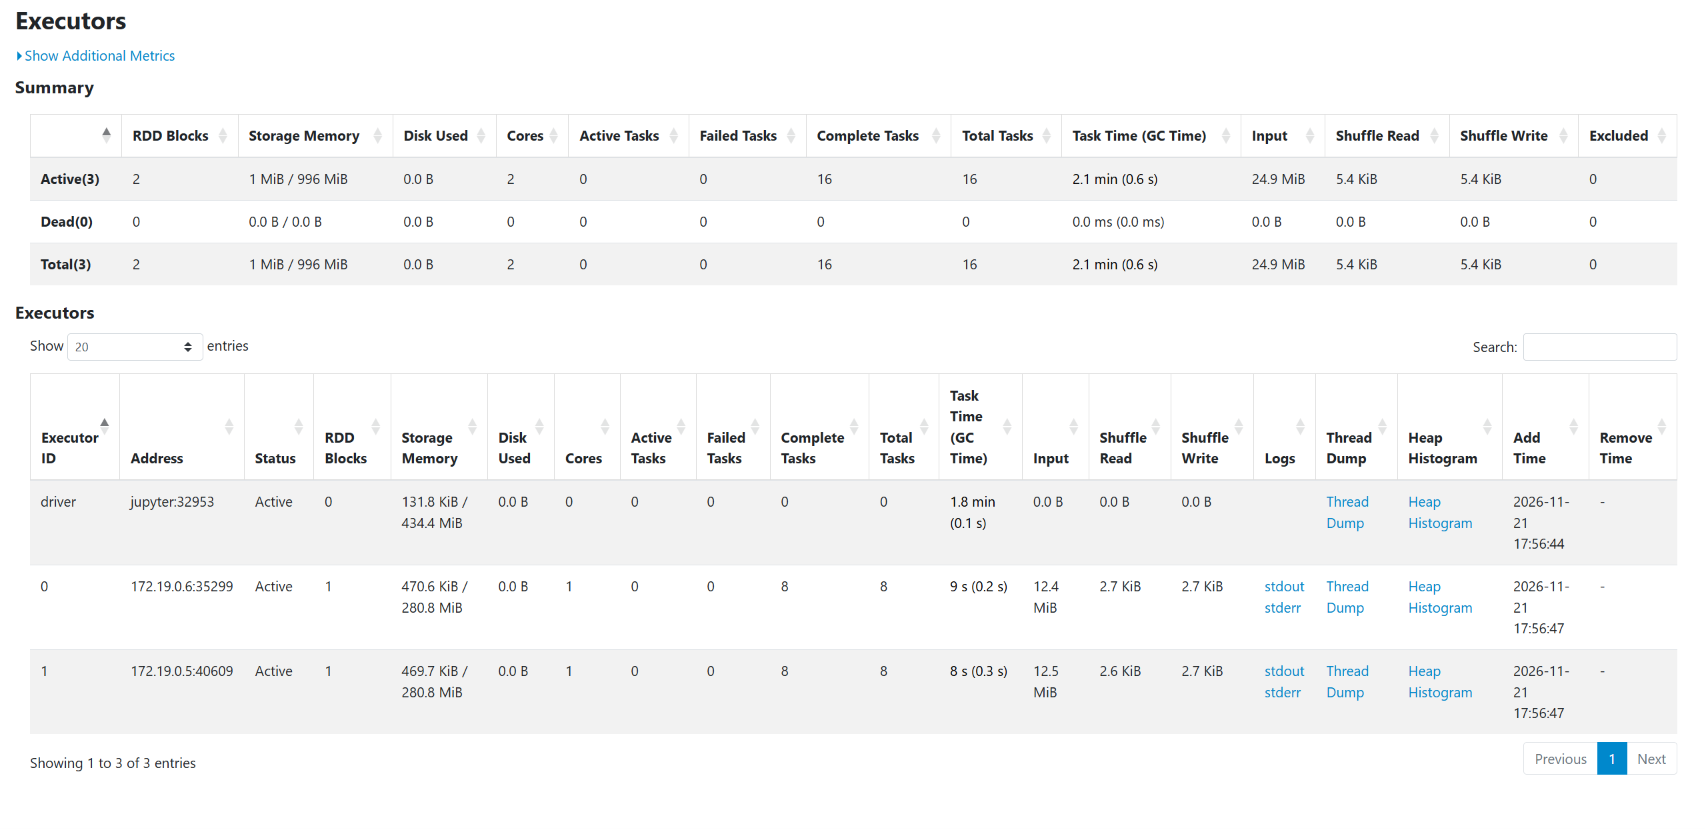 Executors
Show Additional Metrics
Summary
RDD Blocks Storage Memory Disk Used Cores Active Tasks Failed Tasks Complete Tasks Total Tasks Task Time (GC Time) Input Shuffle Read Shuffle Write Excluded
Active(3) 2 1 MiB / 996 MiB 0.0 B 2 0 0 16 16 2.1 min (0.6 s) 24.9 MiB 5.4 KiB 5.4 KiB 0
Dead(0) 0 0.0 B / 0.0 B 0.0 B 0 0 0 0 0 0.0 ms (0.0 ms) 0.0 B 0.0 B 0.0 B 0
Total(3) 2 1 MiB / 996 MiB 0.0 B 2 0 0 16 16 2.1 min (0.6 s) 24.9 MiB 5.4 KiB 5.4 KiB 0
Executors
Show 20 entries Search:
Task
Time
Executor RDD Storage Disk Active Failed Complete Total (GC Shuffle Shuffle Thread Heap Add Remove
ID Address Status Blocks Memory Used Cores Tasks Tasks Tasks Tasks Time) Input Read Write Logs Dump Histogram Time Time
driver jupyter:32953 Active 0 131.8 KiB / 0.0 B 0 0 0 0 0 1.8 min 0.0 B 0.0 B 0.0 B Thread Heap 2026-11- -
434.4 MiB (0.1 s) Dump Histogram 21
17:56:44
0 172.19.0.6:35299 Active 1 470.6 KiB / 0.0 B 1 0 0 8 8 9 s (0.2 s) 12.4 2.7 KiB 2.7 KiB stdout Thread Heap 2026-11- -
280.8 MiB MiB stderr Dump Histogram 21
17:56:47
1 172.19.0.5:40609 Active 1 469.7 KiB / 0.0 B 1 0 0 8 8 8 s (0.3 s) 12.5 2.6 KiB 2.7 KiB stdout Thread Heap 2026-11- -
280.8 MiB MiB stderr Dump Histogram 21
17:56:47
Showing 1 to 3 of 3 entries Previous 1 Next